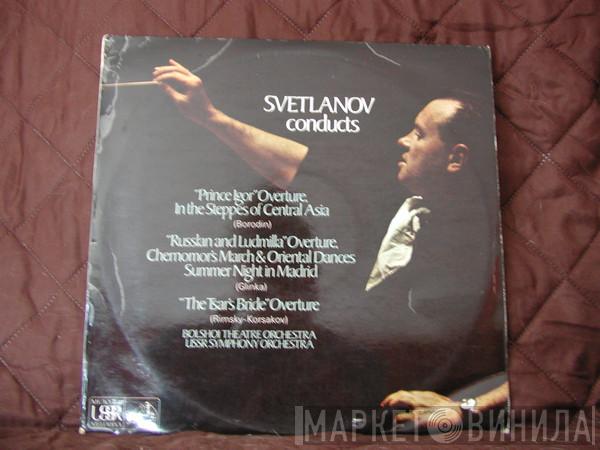 SVETLANOV
conducts
"Prince Igor" Overture,
In the Steppes of Central Asia
(Borodin)
"Russlan and Ludmilla" Overture,
Chernomor's March & Oriental Dances
Summer Night in Madrid
(Glinka)
"The Tsar's Bride" Overture
(Rimsky-Korsakov)
BOLSHOI THEATRE ORCHESTRA
USSR SYMPHONY ORCHESTRA
USSR
МАРКЕТ ВИНИЛА